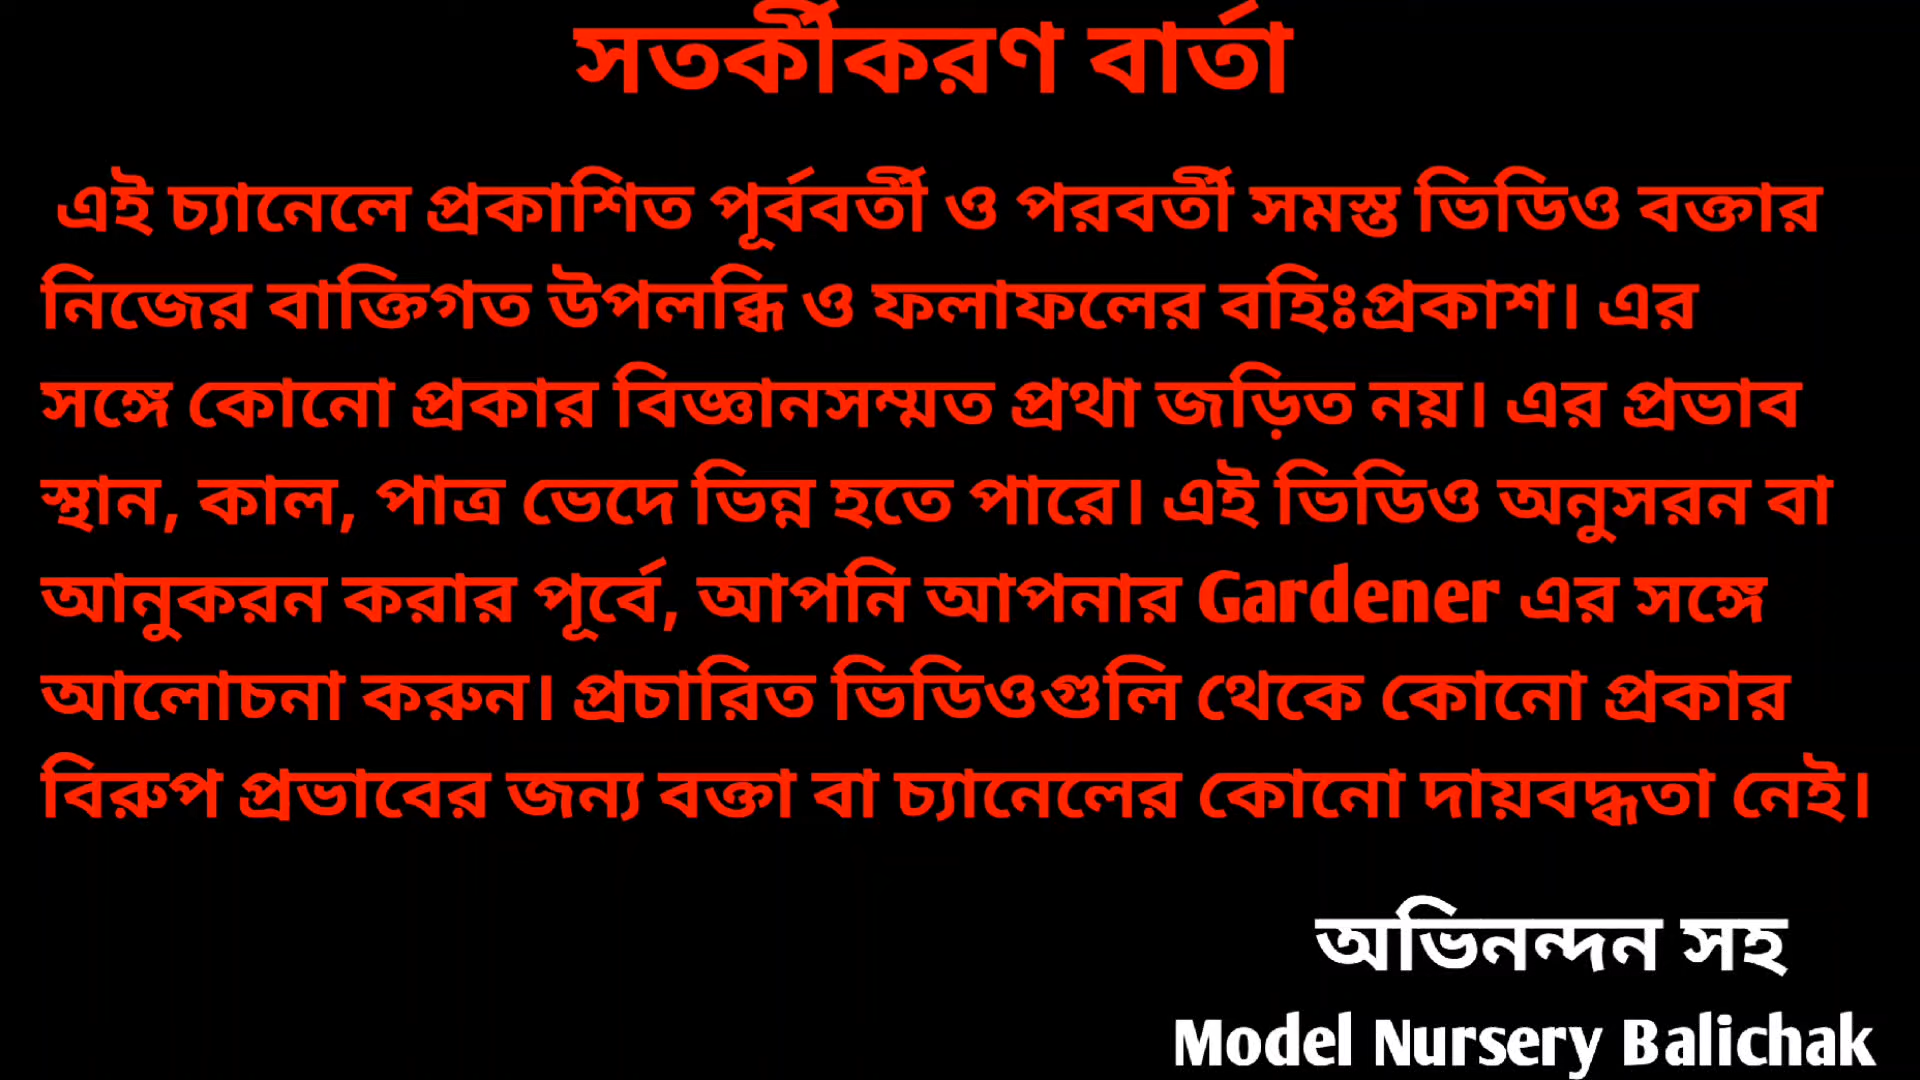 সতর্কীকরণ বার্তা
এই চ্যানেলে প্রকাশিত পূর্ববর্তী ও পরবর্তী সমস্ত ভিডিও বক্তার
নিজের বাক্তিগত উপলব্ধি ও ফলাফলের বহিঃপ্রকাশ। এর
সঙ্গে কোনো প্রকার বিজ্ঞানসম্মত প্রথা জড়িত নয়। এর প্রভাব
স্থান, কাল, পাত্র ভেদে ভিন্ন হতে পারে। এই ভিডিও অনুসরন বা
আনুকরন করার পূর্বে, আপনি আপনার Gardener এর সঙ্গে
আলোচনা করুন। প্রচারিত ভিডিওগুলি থেকে কোনো প্রকার
বিরুপ প্রভাবের জন্য বক্তা বা চ্যানেলের কোনো দায়বদ্ধতা নেই।
অভিনন্দন সহ
Model Nursery Balichak